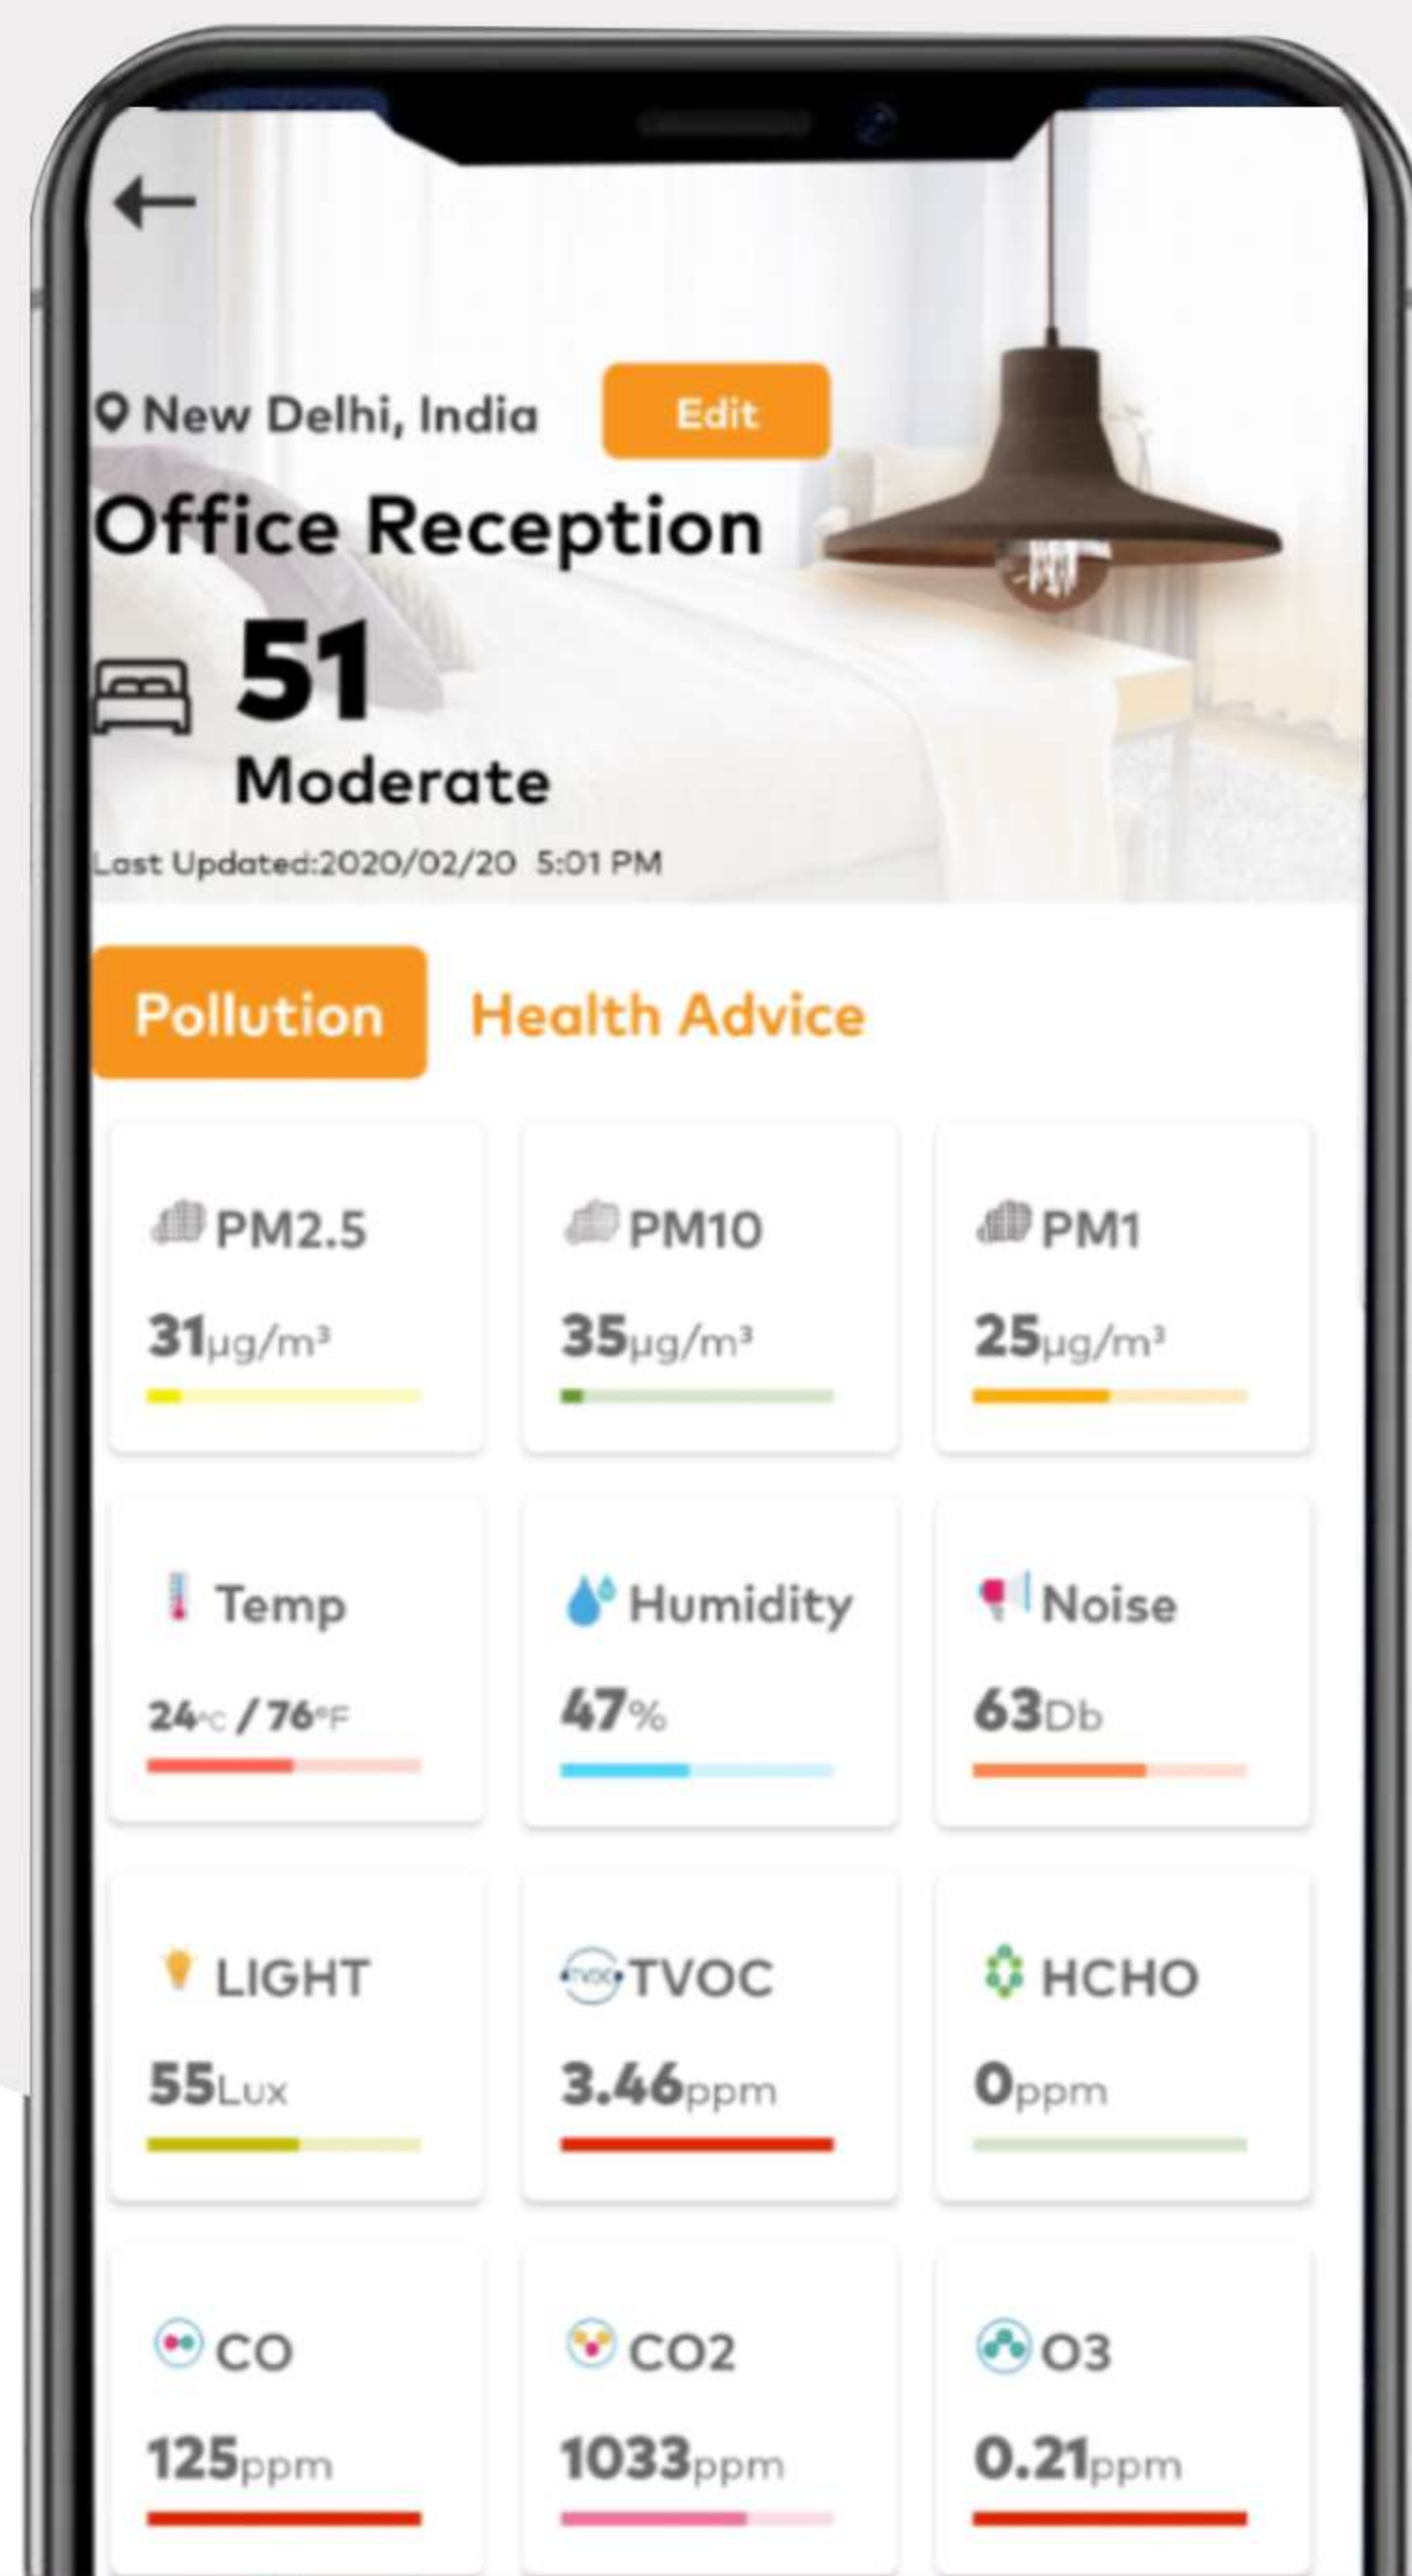 New Delhi, India Edit
Office Reception
51
Moderate
Last Updated:2020/02/20 5:01 PM
Pollution Health Advice
PM2.5 PM10 PM1
31µg/m³ 35µg/m³ 25µg/m³
Temp Humidity Noise
24°C / 76°F 47% 63Db
LIGHT TVOC TVOC HCHO
55Lux 3.46ppm 0ppm
CO CO2 O3
125ppm 1033ppm 0.21ppm